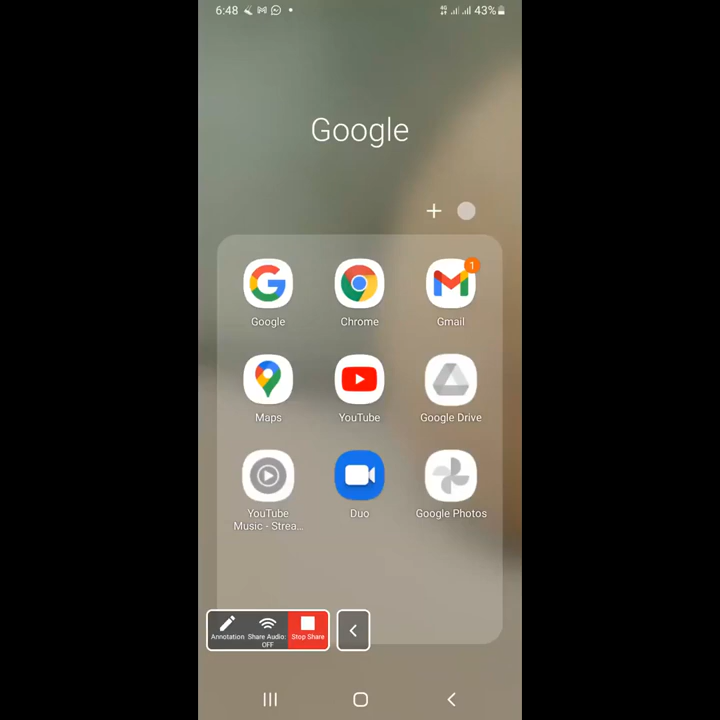 6:48
4G
43%
Google
Google
Chrome
1
Gmail
Maps
YouTube
Google Drive
YouTube
Music - Strea...
Duo
Google Photos
Annotation
Share Audio:
OFF
Stop Share